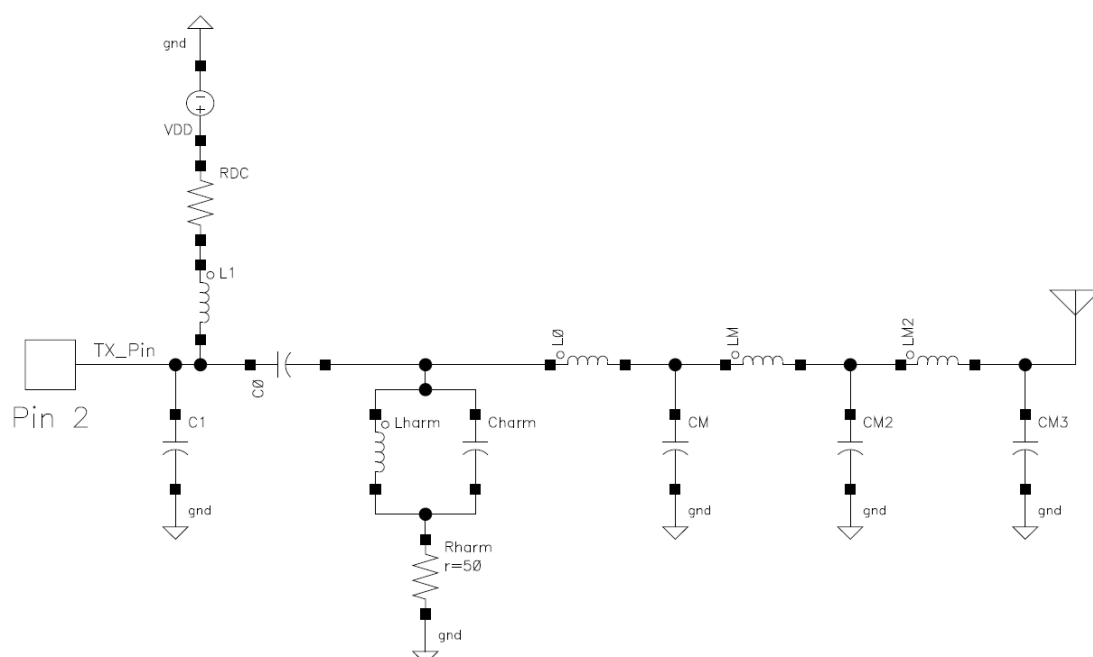 gnd
VDD
RDC
L1
TX_Pin
Pin 2
C1
gnd
CØ
Lharm
Charm
Rharm
r=5Ø
gnd
LØ
CM
gnd
LM
CM2
gnd
LM2
CM3
gnd